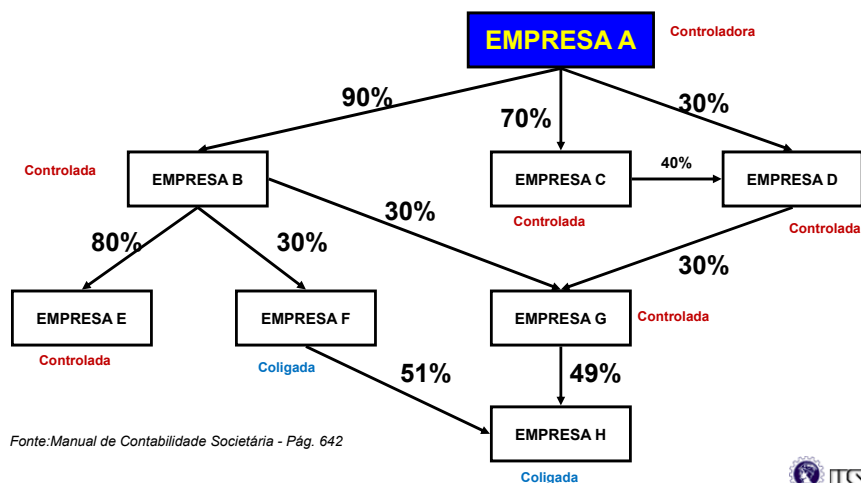 EMPRESA A
Controladora
90%
70%
30%
Controlada
EMPRESA B
EMPRESA C
40%
EMPRESA D
Controlada
Controlada
80%
30%
30%
30%
EMPRESA E
EMPRESA F
EMPRESA G
Controlada
Controlada
Coligada
51%
49%
EMPRESA H
Fonte:Manual de Contabilidade Societária - Pág. 642
Coligada